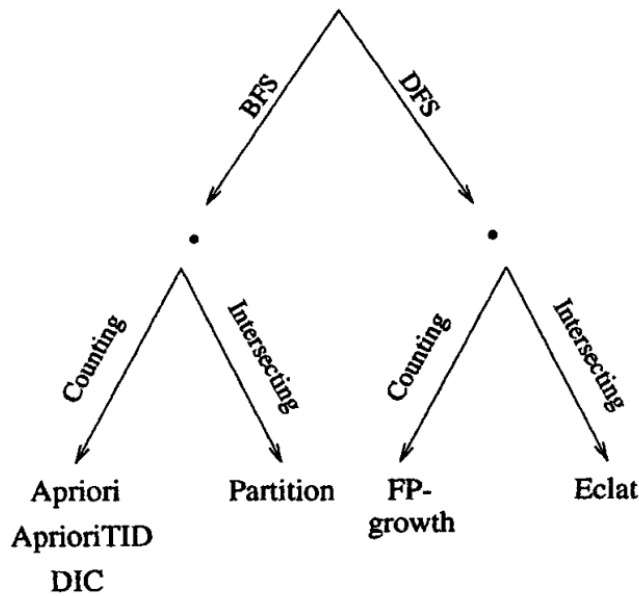 BFS
DFS
Counting
Intersecting
Counting
Intersecting
Apriori
AprioriTID
DIC
Partition
FP-
growth
Eclat